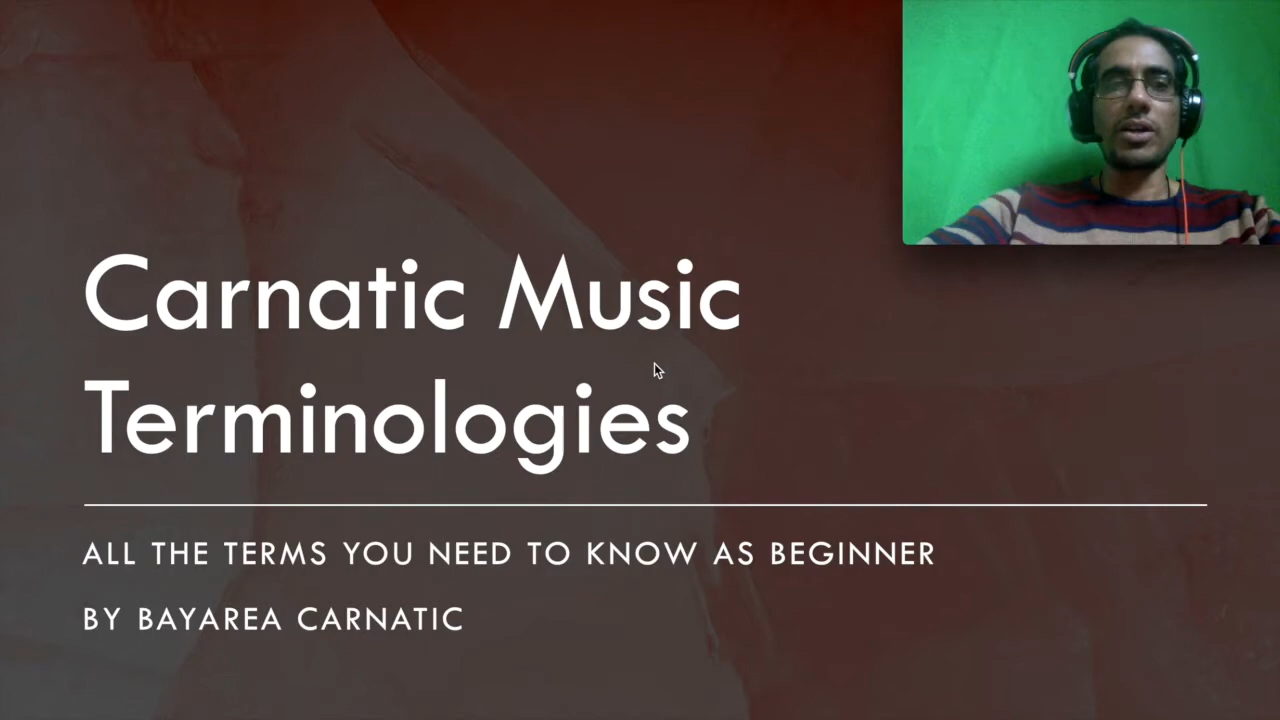 Carnatic Music
Terminologies
ALL THE TERMS YOU NEED TO KNOW AS BEGINNER
BY BAYAREA CARNATIC